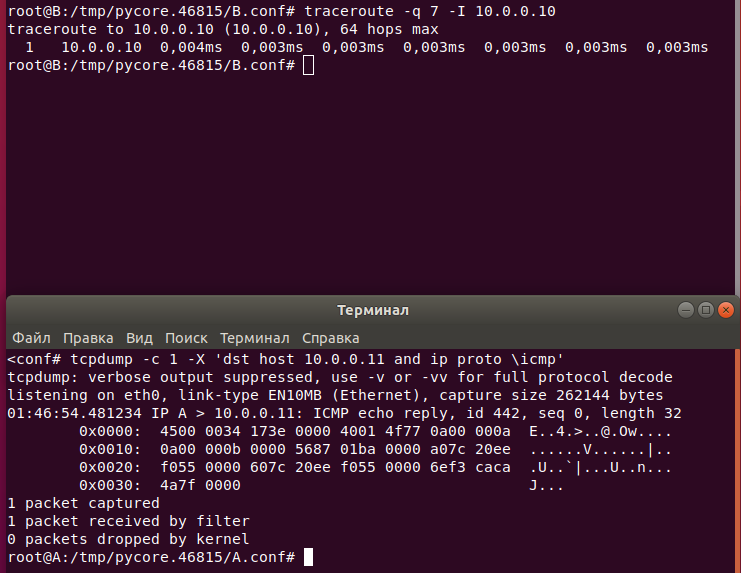 root@B:/tmp/pycore.46815/B.conf# traceroute -q 7 -I 10.0.0.10
traceroute to 10.0.0.10 (10.0.0.10), 64 hops max
  1   10.0.0.10  0,004ms  0,003ms  0,003ms  0,003ms  0,003ms  0,003ms  0,003ms
root@B:/tmp/pycore.46815/B.conf#
Терминал
Файл Правка Вид Поиск Терминал Справка
<conf# tcpdump -c 1 -X 'dst host 10.0.0.11 and ip proto \icmp'
tcpdump: verbose output suppressed, use -v or -vv for full protocol decode
listening on eth0, link-type EN10MB (Ethernet), capture size 262144 bytes
01:46:54.481234 IP A > 10.0.0.11: ICMP echo reply, id 442, seq 0, length 32
        0x0000:  4500 0034 173e 0000 4001 4f77 0a00 000a  E..4.>..@.Ow....
        0x0010:  0a00 000b 0000 5687 01ba 0000 a07c 20ee  ......V......|..
        0x0020:  f055 0000 607c 20ee f055 0000 6ef3 caca  .U..`|...U..n...
        0x0030:  4a7f 0000                                J...
1 packet captured
1 packet received by filter
0 packets dropped by kernel
root@A:/tmp/pycore.46815/A.conf#